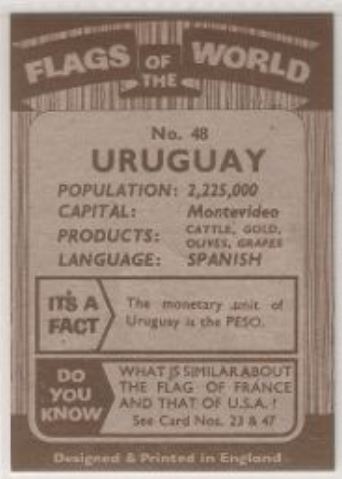 FLAGS OF THE WORLD
No. 48
URUGUAY
POPULATION: 2,225,000
CAPITAL: Montevideo
PRODUCTS: CATTLE, GOLD,
OLIVES, GRAPES
LANGUAGE: SPANISH
IT'S A
FACT
The monetary unit of
Uruguay is the PESO.
DO
YOU
KNOW
WHAT IS SIMILAR ABOUT
THE FLAG OF FRANCE
AND THAT OF U.S.A. ?
See Card Nos. 23 & 47
Designed & Printed in England